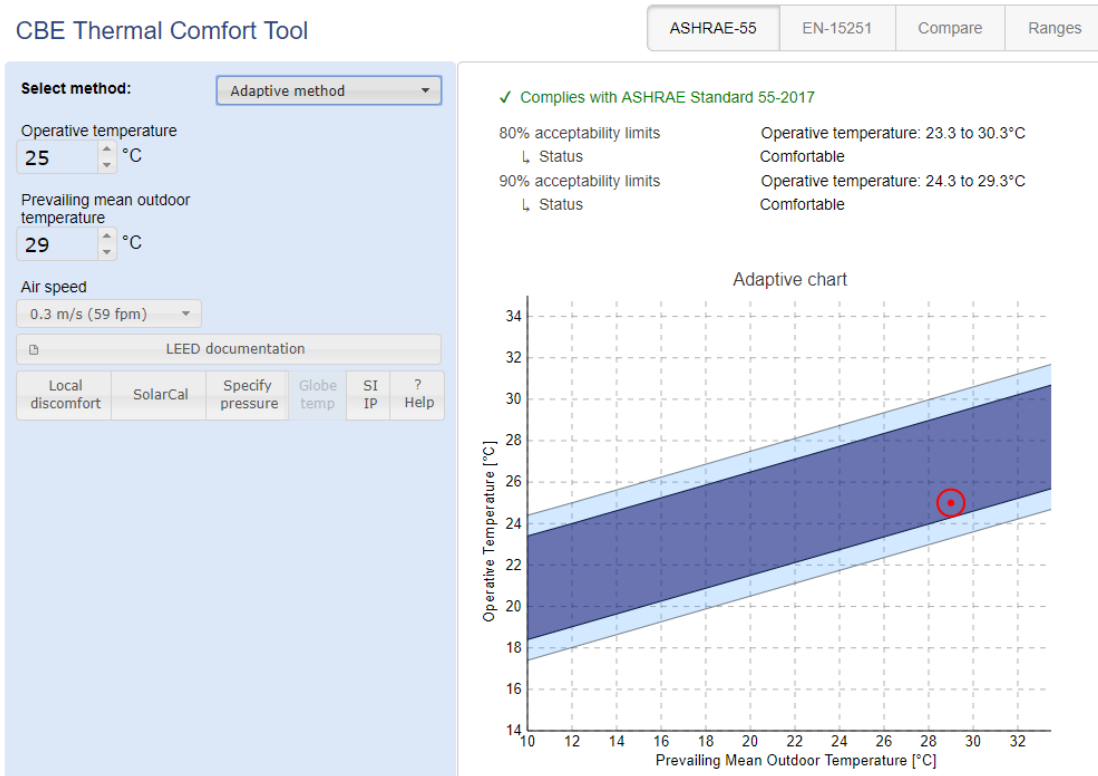 CBE Thermal Comfort Tool
ASHRAE-55
EN-15251
Compare
Ranges
Select method:
Adaptive method
Operative temperature
25
°C
Prevailing mean outdoor
temperature
29
°C
Air speed
0.3 m/s (59 fpm)
LEED documentation
Local
discomfort
SolarCal
Specify
pressure
Globe
temp
SI
IP
?
Help
✓ Complies with ASHRAE Standard 55-2017
80% acceptability limits Operative temperature: 23.3 to 30.3°C
↳ Status Comfortable
90% acceptability limits Operative temperature: 24.3 to 29.3°C
↳ Status Comfortable
Adaptive chart
Operative Temperature [°C]
34
32
30
28
26
24
22
20
18
16
14
10 12 14 16 18 20 22 24 26 28 30 32
Prevailing Mean Outdoor Temperature [°C]